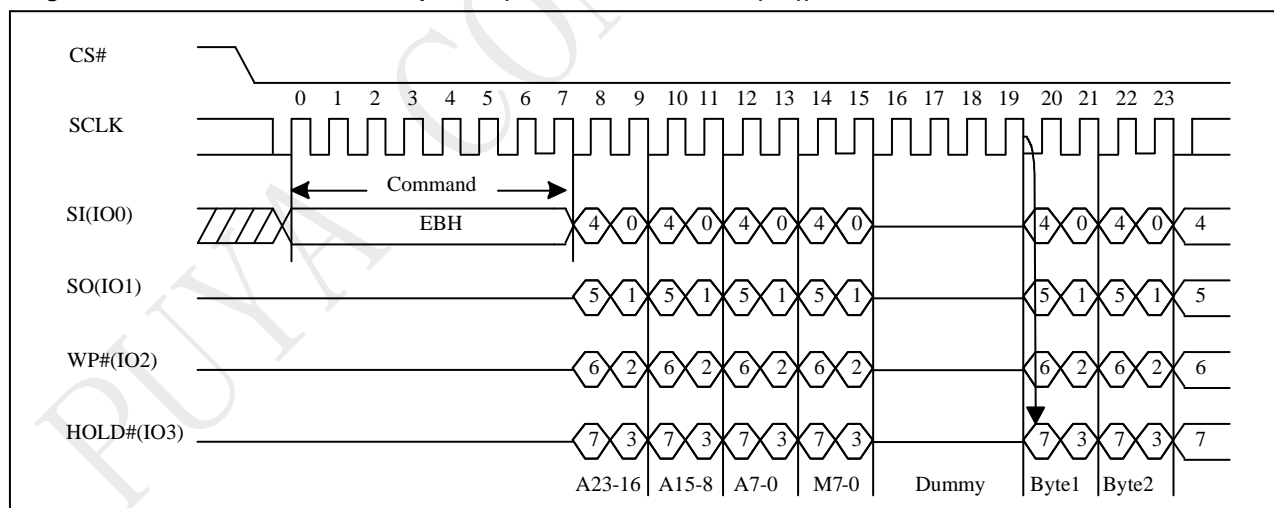 CS#
0 1 2 3 4 5 6 7 8 9 10 11 12 13 14 15 16 17 18 19 20 21 22 23
SCLK
Command
SI(IO0)
EBH
4 0 4 0 4 0 4 0 4 0 4 0 4
SO(IO1)
5 1 5 1 5 1 5 1 5 1 5 1 5
WP#(IO2)
6 2 6 2 6 2 6 2 6 2 6 2 6
HOLD#(IO3)
7 3 7 3 7 3 7 3 7 3 7 3 7
A23-16 A15-8 A7-0 M7-0 Dummy Byte1 Byte2
PUYA CON